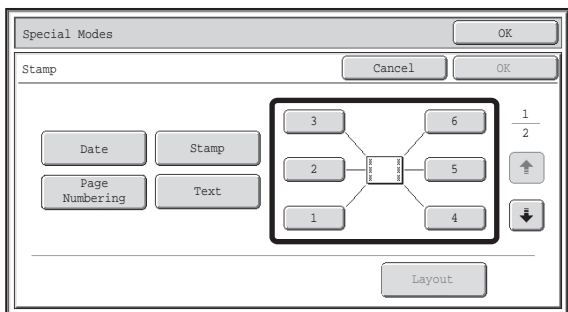 Special Modes
OK
Stamp
Cancel
OK
3
6
1
2
Date
Stamp
2
5
Page
Numbering
Text
1
4
Layout